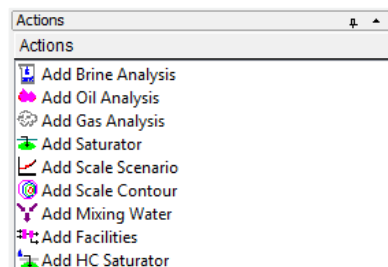 Actions
Actions
Add Brine Analysis
Add Oil Analysis
Add Gas Analysis
Add Saturator
Add Scale Scenario
Add Scale Contour
Add Mixing Water
Add Facilities
Add HC Saturator